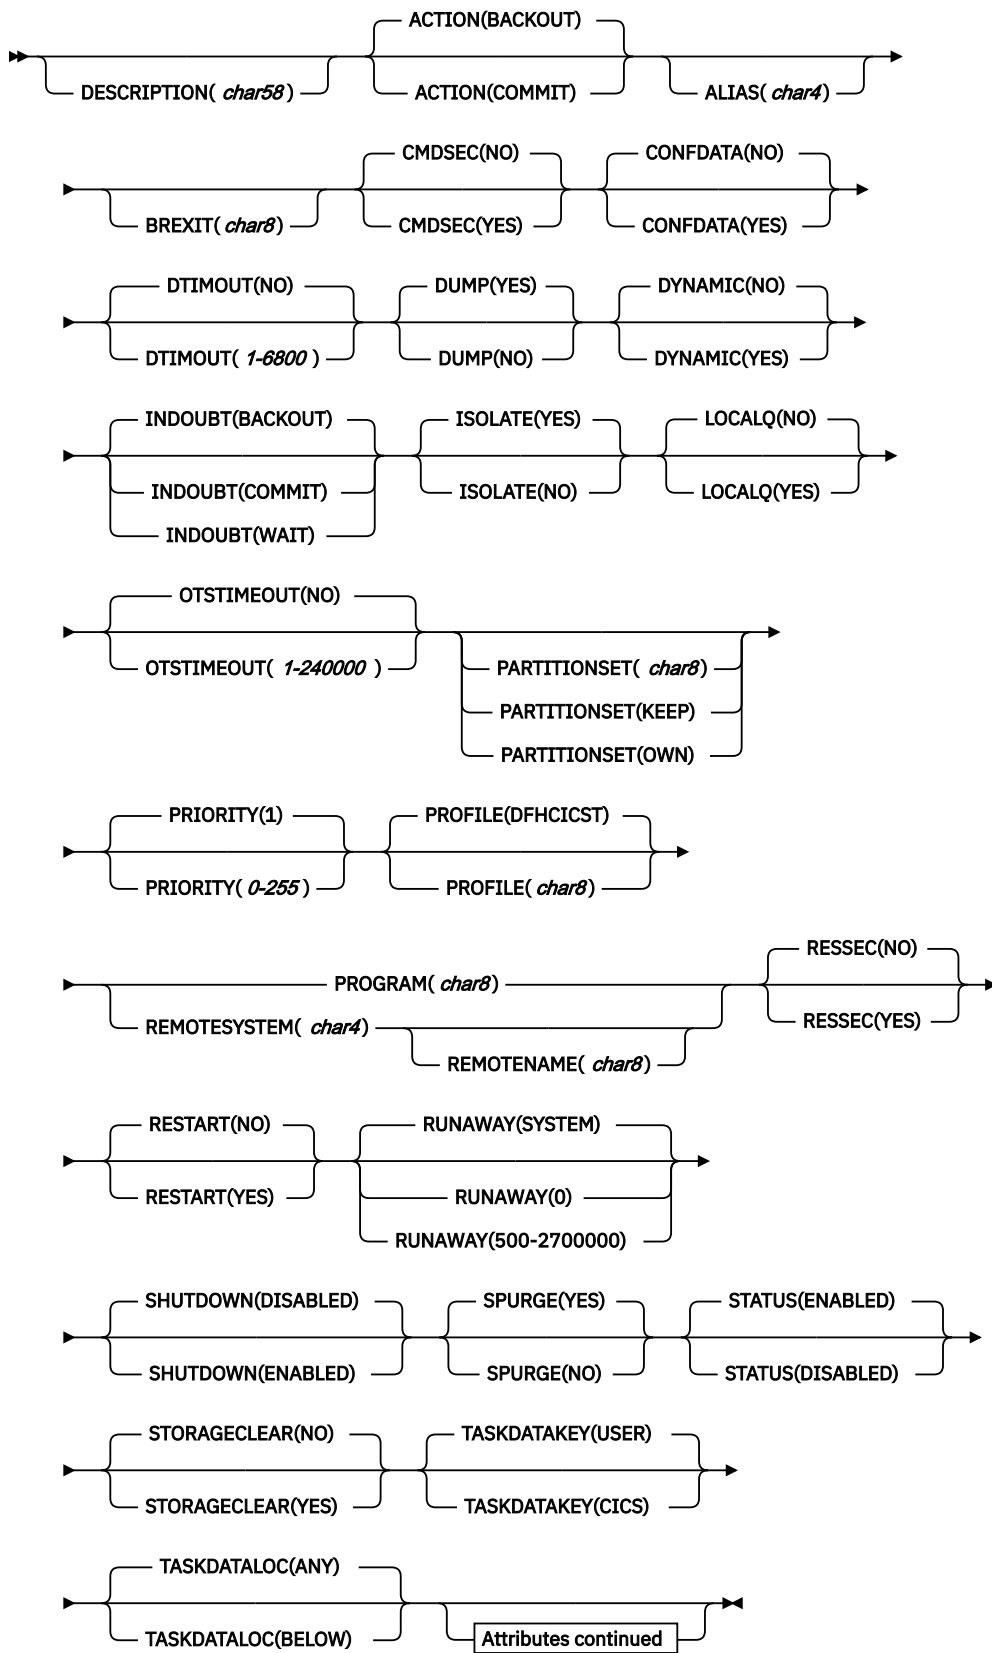 ACTION(BACKOUT)
DESCRIPTION( char58 ) ACTION(COMMIT) ALIAS( char4 )
CMDSEC(NO) CONFDATA(NO)
BREXIT( char8 ) CMDSEC(YES) CONFDATA(YES)
DTIMOUT(NO) DUMP(YES) DYNAMIC(NO)
DTIMOUT( 1-6800 ) DUMP(NO) DYNAMIC(YES)
INDOUBT(BACKOUT) ISOLATE(YES) LOCALQ(NO)
INDOUBT(COMMIT) ISOLATE(NO) LOCALQ(YES)
INDOUBT(WAIT)
OTSTIMEOUT(NO)
OTSTIMEOUT( 1-240000 ) PARTITIONSET( char8 )
PARTITIONSET(KEEP)
PARTITIONSET(OWN)
PRIORITY(1) PROFILE(DFHCICST)
PRIORITY( 0-255 ) PROFILE( char8 )
RESSEC(NO)
PROGRAM( char8 )
REMOTESYSTEM( char4 ) RESSEC(YES)
REMOTENAME( char8 )
RESTART(NO) RUNAWAY(SYSTEM)
RESTART(YES) RUNAWAY(0)
RUNAWAY(500-2700000)
SHUTDOWN(DISABLED) SPURGE(YES) STATUS(ENABLED)
SHUTDOWN(ENABLED) SPURGE(NO) STATUS(DISABLED)
STORAGECLEAR(NO) TASKDATAKEY(USER)
STORAGECLEAR(YES) TASKDATAKEY(CICS)
TASKDATALOC(ANY)
TASKDATALOC(BELOW) Attributes continued